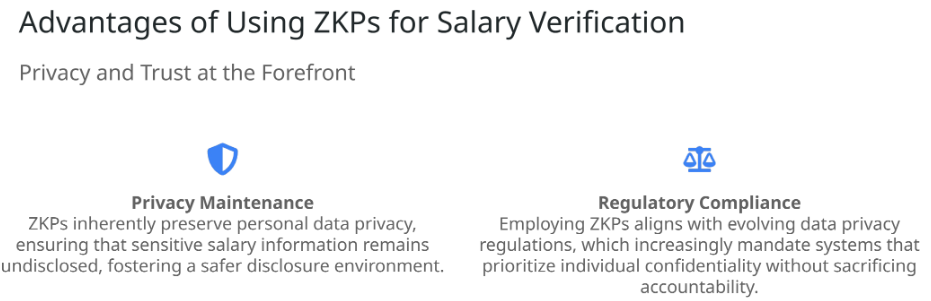 Advantages of Using ZKPs for Salary Verification
Privacy and Trust at the Forefront
Privacy Maintenance
ZKPs inherently preserve personal data privacy,
ensuring that sensitive salary information remains
undisclosed, fostering a safer disclosure environment.
Regulatory Compliance
Employing ZKPs aligns with evolving data privacy
regulations, which increasingly mandate systems that
prioritize individual confidentiality without sacrificing
accountability.